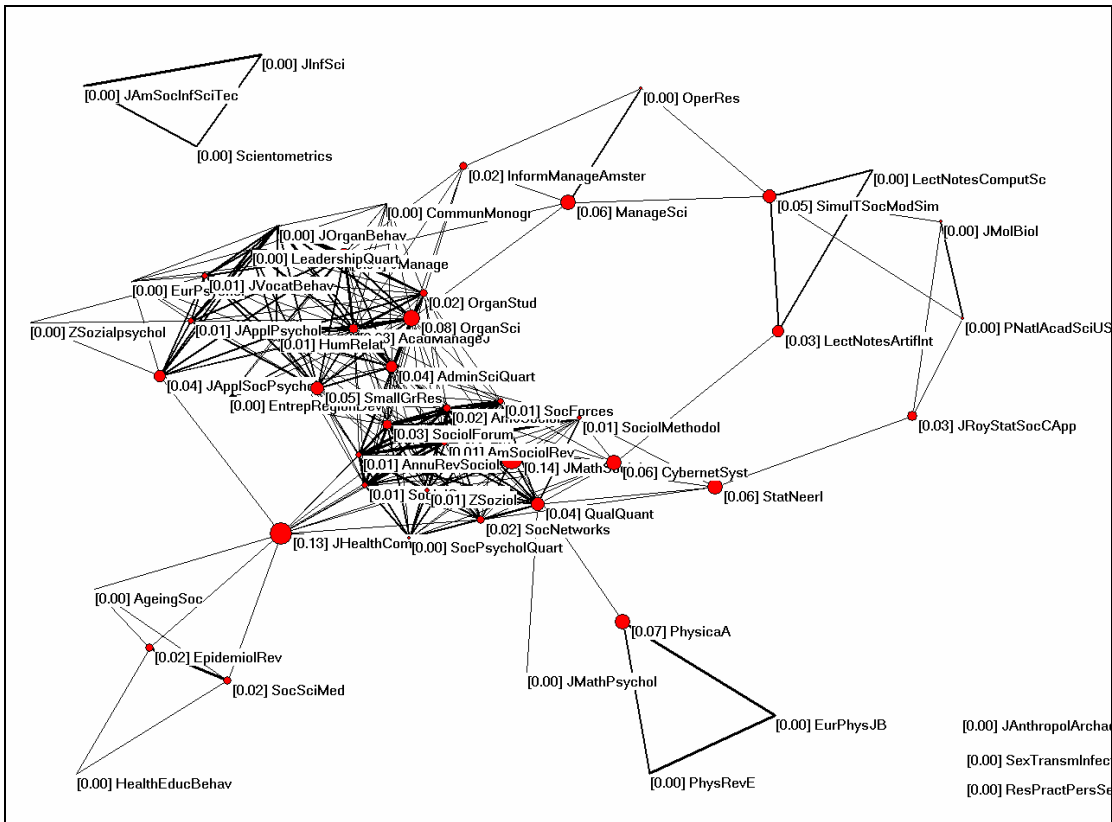 [0.00] JInfSci
[0.00] JAmSocInfSciTec
[0.00] OperRes
[0.00] Scientometrics
[0.02] InformManageAmster
[0.00] LectNotesComputSc
[0.06] ManageSci
[0.05] SimulTSocModSim
[0.00] CommunMonogr
[0.00] JMolBiol
[0.00] JOrganBehav
[0.00] LeadershipQuart
[0.01] JVocatBehav
[0.00]
[0.02] OrganStud
[0.00] ZSozialpsychol
[0.01] JApplPsychol
[0.08] OrganSci
[0.00] PNatlAcadSciUS
[0.01] HumRelat
AcadManageJ
[0.03] LectNotesArtifInt
[0.04] JApplSocPsychol
[0.04] AdminSciQuart
[0.05] SmallGrRes
[0.00] EntrepRegionDev
[0.01] SocForces
[0.02]
[0.01] SociolMethodol
[0.03] JRoyStatSocCApp
[0.03] SociolForum
AmSociolRev
[0.01] AnnuRevSociol
[0.14]
[0.06] CybernetSyst
[0.01]
[0.01] ZSoziol
[0.06] StatNeerl
[0.04] QualQuant
[0.02] SocNetworks
[0.13] JHealthCom
[0.00] SocPsycholQuart
[0.00] AgeingSoc
[0.07] PhysicaA
[0.02] EpidemiolRev
[0.02] SocSciMed
[0.00] JMathPsychol
[0.00] EurPhysJB
[0.00] JAnthropolArchae
[0.00] SexTransmInfect
[0.00] HealthEducBehav
[0.00] PhysRevE
[0.00] ResPractPersSe